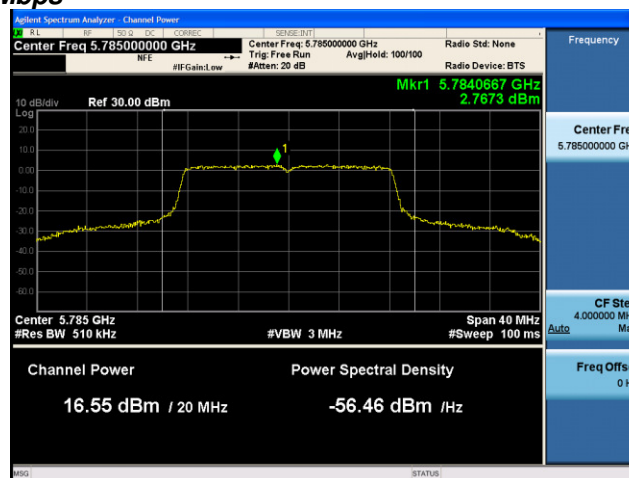 Mbps
Agilent Spectrum Analyzer - Channel Power
RL RF 50 Ω DC CORREC SENSE:INT
Center Freq 5.785000000 GHz
NFE
#IFGain:Low
Center Freq: 5.785000000 GHz
Trig: Free Run Avg|Hold: 100/100
#Atten: 20 dB
Radio Std: None
Radio Device: BTS
Frequency
Mkr1 5.7840667 GHz
2.7673 dBm
10 dB/div Ref 30.00 dBm
Log
20.0
10.0
0.00
-10.0
-20.0
-30.0
-40.0
-50.0
-60.0
1
Center Fre
5.785000000 GH
Center 5.785 GHz Span 40 MHz
#Res BW 510 kHz #VBW 3 MHz #Sweep 100 ms
CF Ste
4.000000 MH
Auto Ma
Channel Power Power Spectral Density
16.55 dBm / 20 MHz -56.46 dBm /Hz
Freq Offs
0 H
MSG STATUS